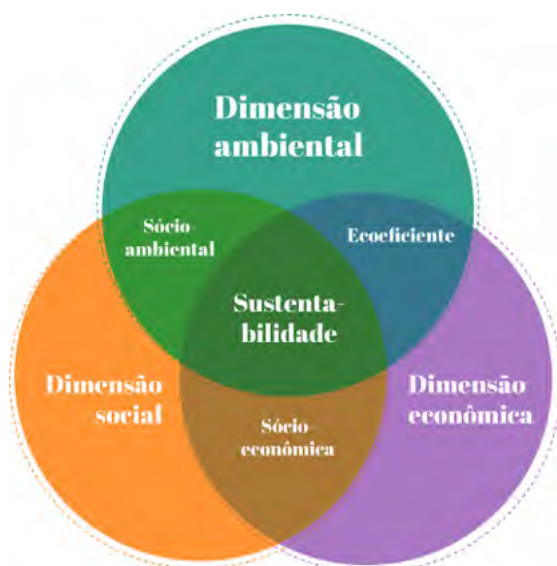 Dimensão
ambiental
Sócio-
ambiental
Ecoeficiente
Sustenta-
bilidade
Dimensão
social
Dimensão
econômica
Sócio-
econômica